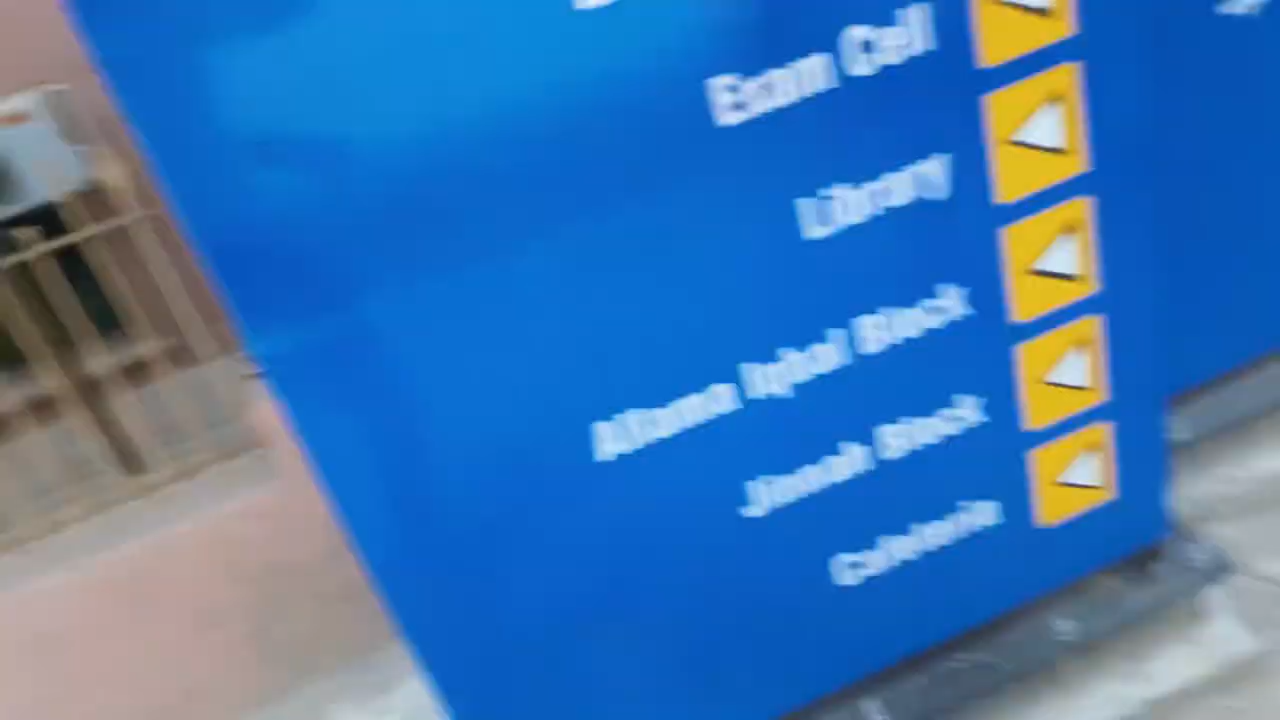 Exam Cell
Library
Allama Iqbal Block
Jinnah Block
Cafeteria